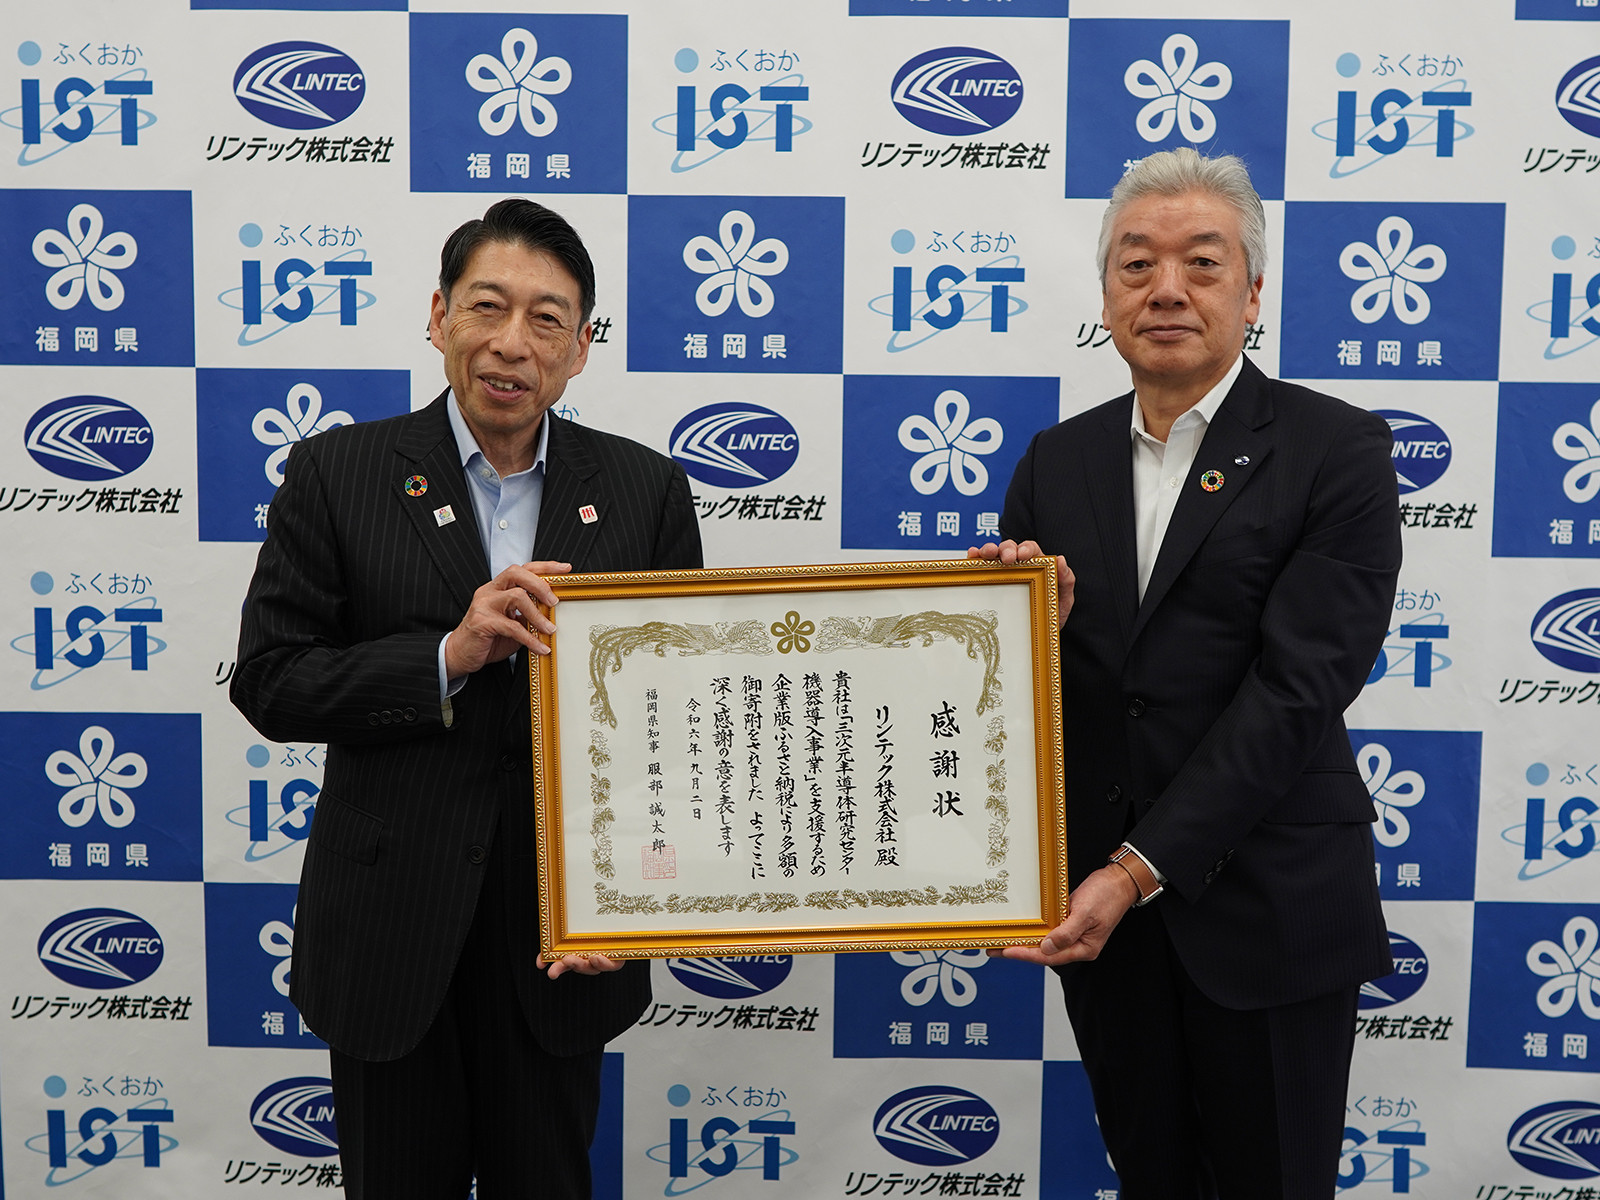 ふくおか
IST
LINTEC
リンテック株式会社
福岡県
感謝状
リンテック株式会社 殿
貴社は「三次元半導体研究センター
機器導入事業」を支援するため
企業版ふるさと納税により多額の
御寄附をされました よってここに
深く感謝の意を表します
令和六年九月二日
福岡県知事 服部誠太郎